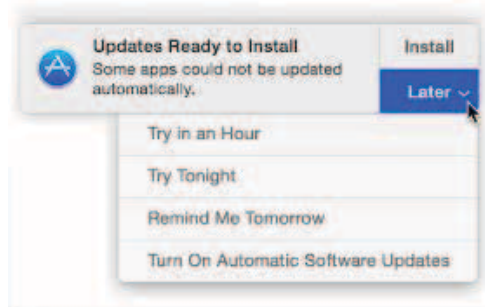 Updates Ready to Install
Some apps could not be updated
automatically.
Install
Later
Try in an Hour
Try Tonight
Remind Me Tomorrow
Turn On Automatic Software Updates